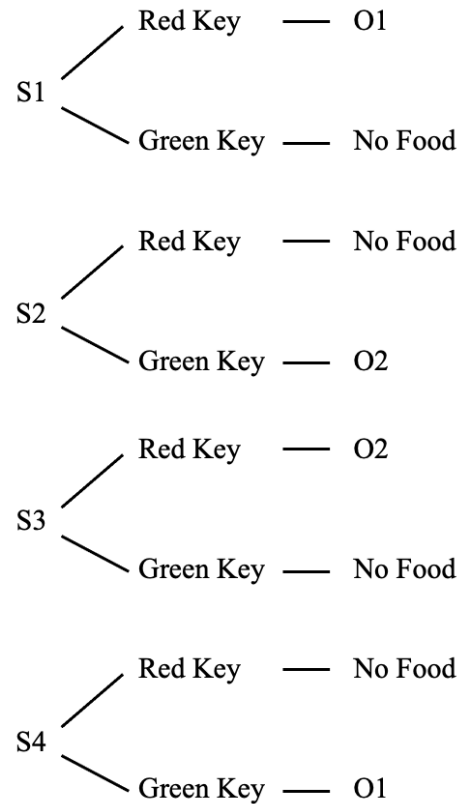 Red Key O1
S1
Green Key No Food
Red Key No Food
S2
Green Key O2
Red Key O2
S3
Green Key No Food
Red Key No Food
S4
Green Key O1